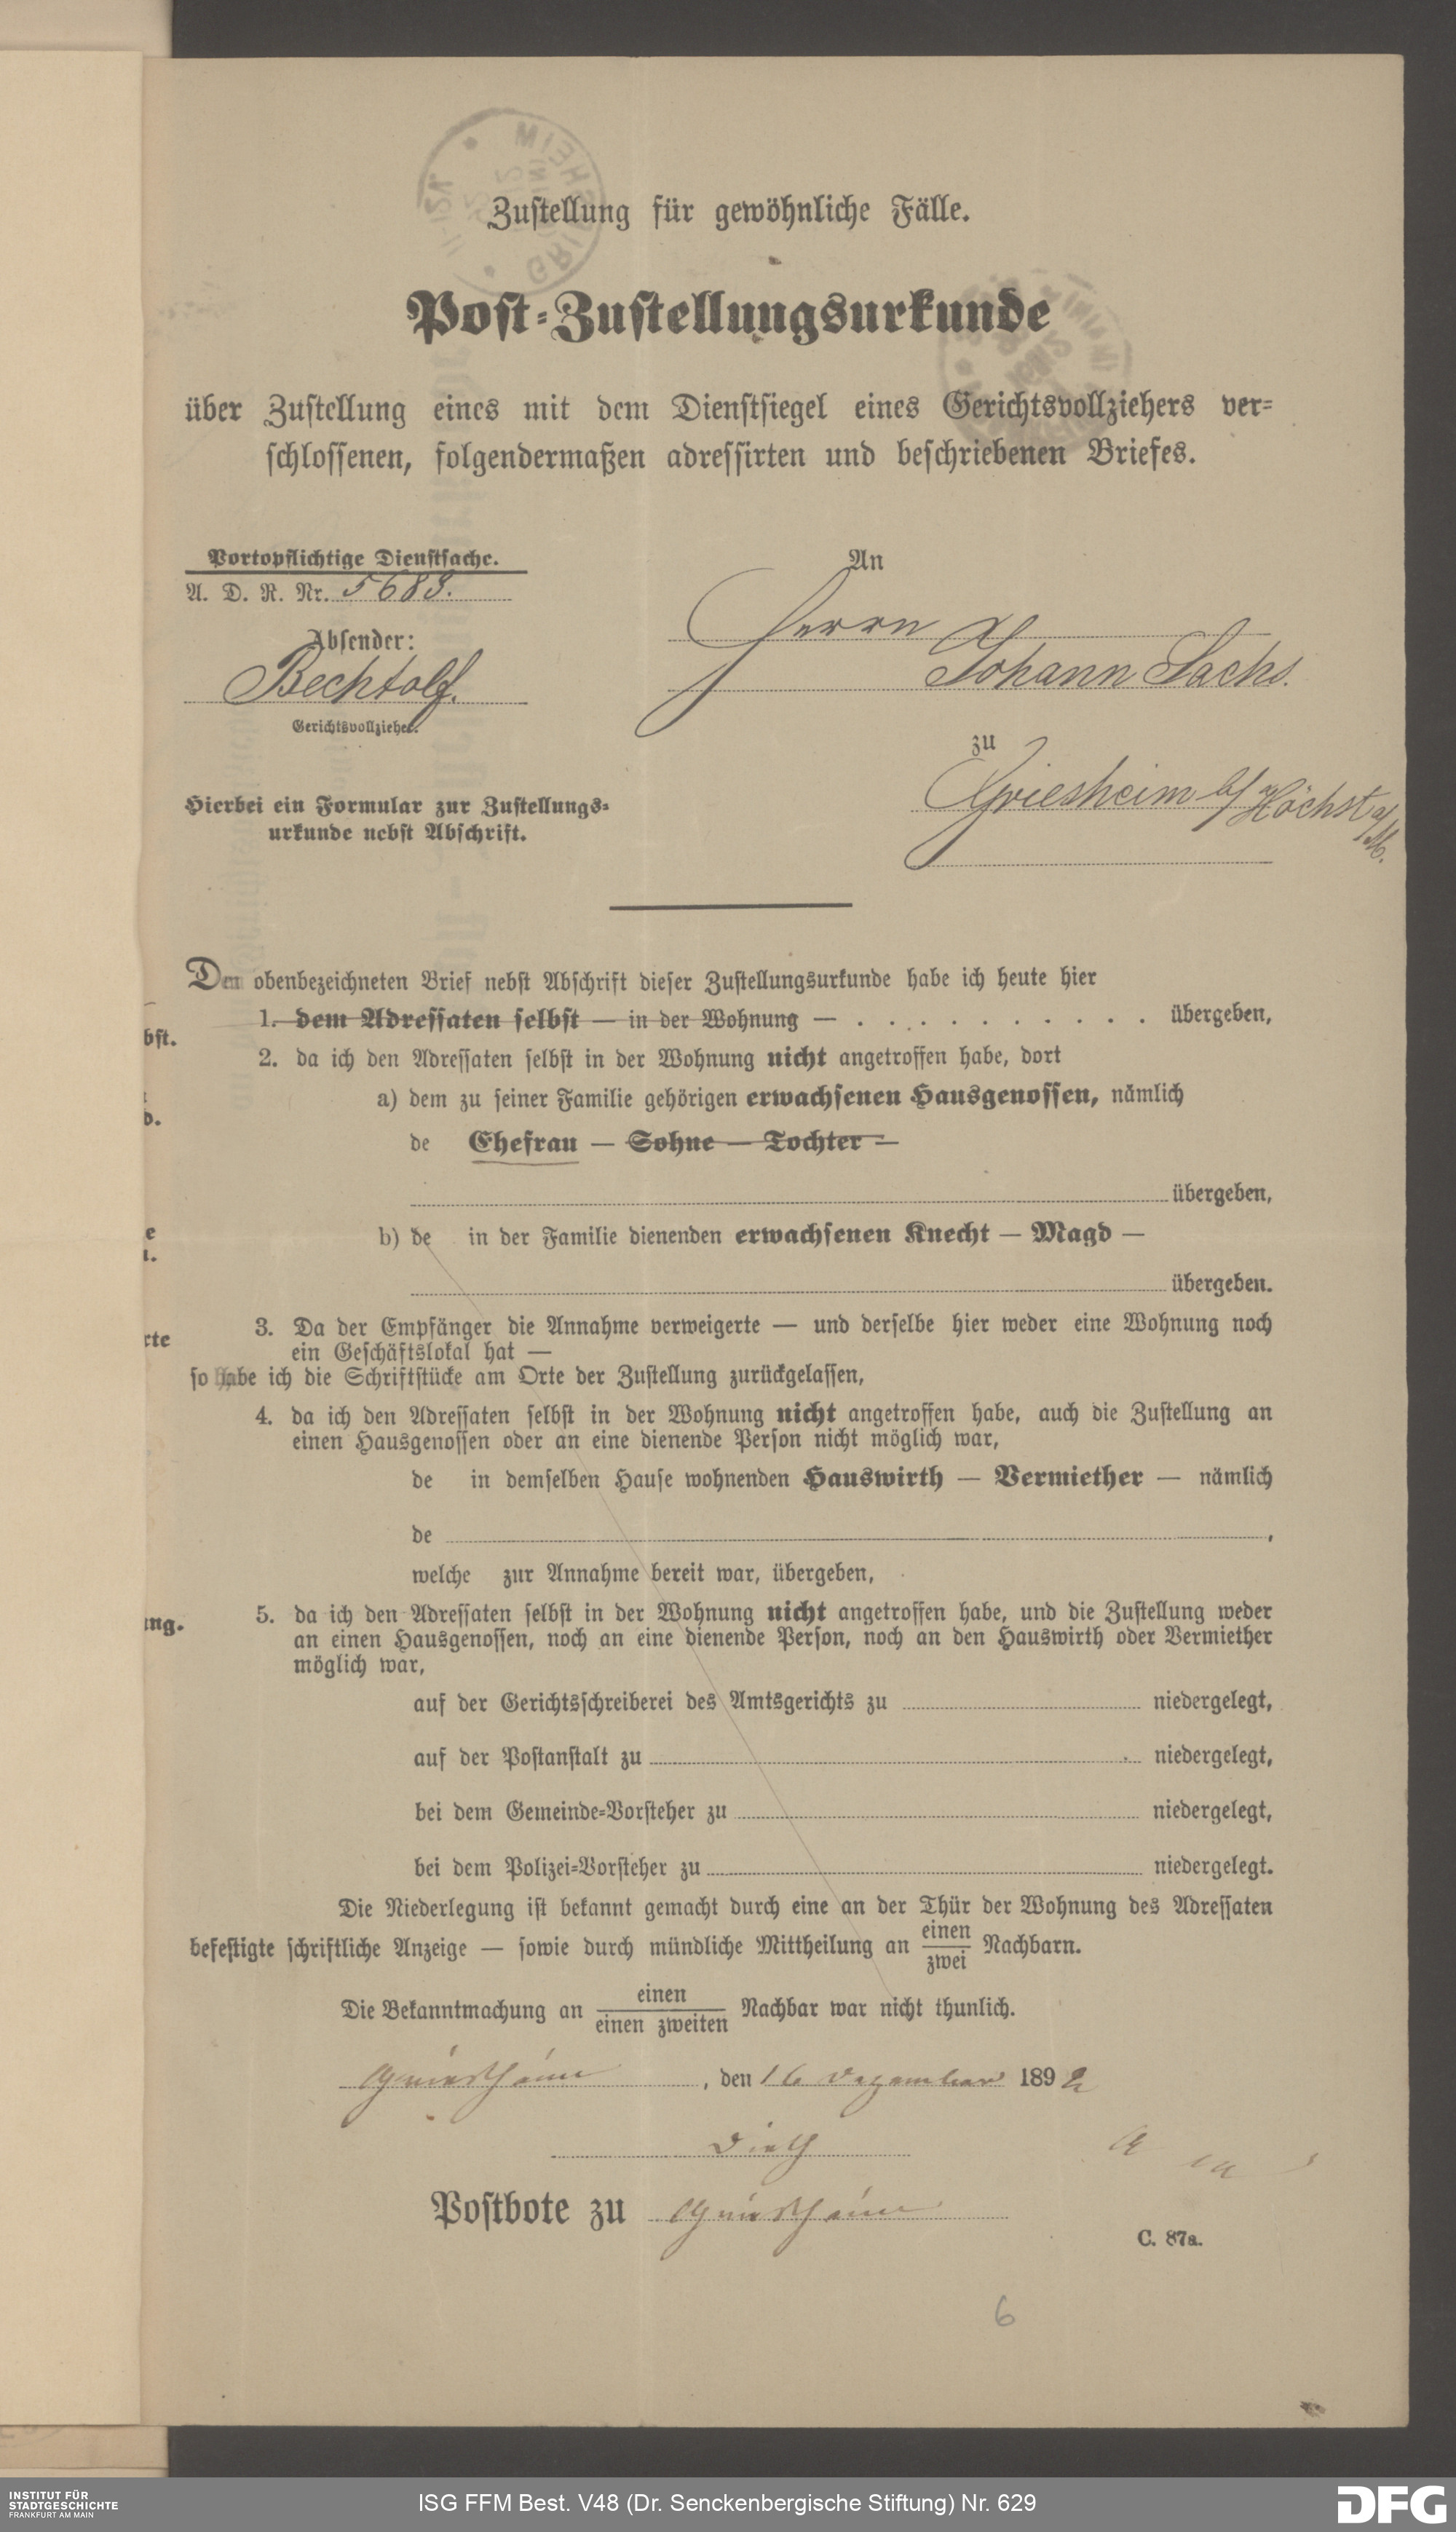 Zustellung für gewöhnliche Fälle.
Post-Zustellungsurkunde
über Zustellung eines mit dem Dienstsiegel eines Gerichtsvollziehers ver-
schlossenen, folgendermaßen adressirten und beschriebenen Briefes.
Portopflichtige Dienstsache.
A. D. R. Nr. 5689.
Absender:
Bechtolf.
Gerichtsvollzieher.
Hierbei ein Formular zur Zustellungs-
urkunde nebst Abschrift.
An
Herrn
Johann Sachs.
zu
Griesheim b/ Höchst a/M.
Den obenbezeichneten Brief nebst Abschrift dieser Zustellungsurkunde habe ich heute hier
1. dem Adressaten selbst — in der Wohnung — . . . . . . . . . . . übergeben,
2. da ich den Adressaten selbst in der Wohnung nicht angetroffen habe, dort
a) dem zu seiner Familie gehörigen erwachsenen Hausgenossen, nämlich
de Ehefrau — Sohne — Tochter —
übergeben,
b) de in der Familie dienenden erwachsenen Knecht — Magd —
übergeben.
3. Da der Empfänger die Annahme verweigerte — und derselbe hier weder eine Wohnung noch
ein Geschäftslokal hat —
so habe ich die Schriftstücke am Orte der Zustellung zurückgelassen,
4. da ich den Adressaten selbst in der Wohnung nicht angetroffen habe, auch die Zustellung an
einen Hausgenossen oder an eine dienende Person nicht möglich war,
de in demselben Hause wohnenden Hauswirth — Vermiether — nämlich
de ,
welche zur Annahme bereit war, übergeben,
5. da ich den Adressaten selbst in der Wohnung nicht angetroffen habe, und die Zustellung weder
an einen Hausgenossen, noch an eine dienende Person, noch an den Hauswirth oder Vermiether
möglich war,
auf der Gerichtsschreiberei des Amtsgerichts zu niedergelegt,
auf der Postanstalt zu niedergelegt,
bei dem Gemeinde-Vorsteher zu niedergelegt,
bei dem Polizei-Vorsteher zu niedergelegt.
Die Niederlegung ist bekannt gemacht durch eine an der Thür der Wohnung des Adressaten
befestigte schriftliche Anzeige — sowie durch mündliche Mittheilung an einen zwei Nachbarn.
Die Bekanntmachung an einen einen zweiten Nachbar war nicht thunlich.
Griesheim, den 16 Dezember 1892
Postbote zu Griesheim
C. 87a.
6
bst.
rte
ung.
INSTITUT FÜR
STADTGESCHICHTE
FRANKFURT AM MAIN
ISG FFM Best. V48 (Dr. Senckenbergische Stiftung) Nr. 629
DFG